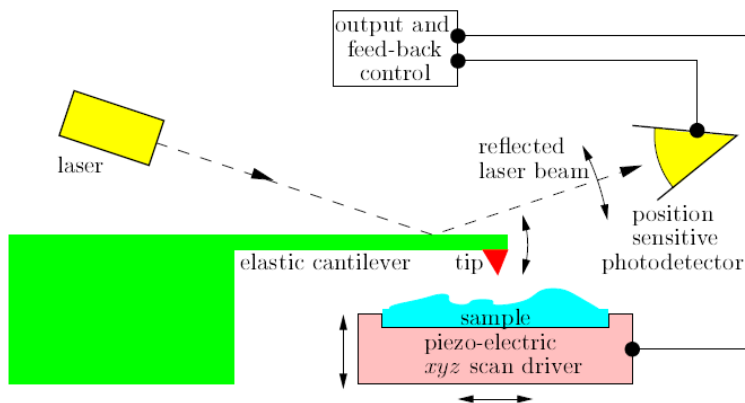 output and
feed-back
control
laser
reflected
laser beam
position
sensitive
photodetector
elastic cantilever
tip
sample
piezo-electric
xyz scan driver